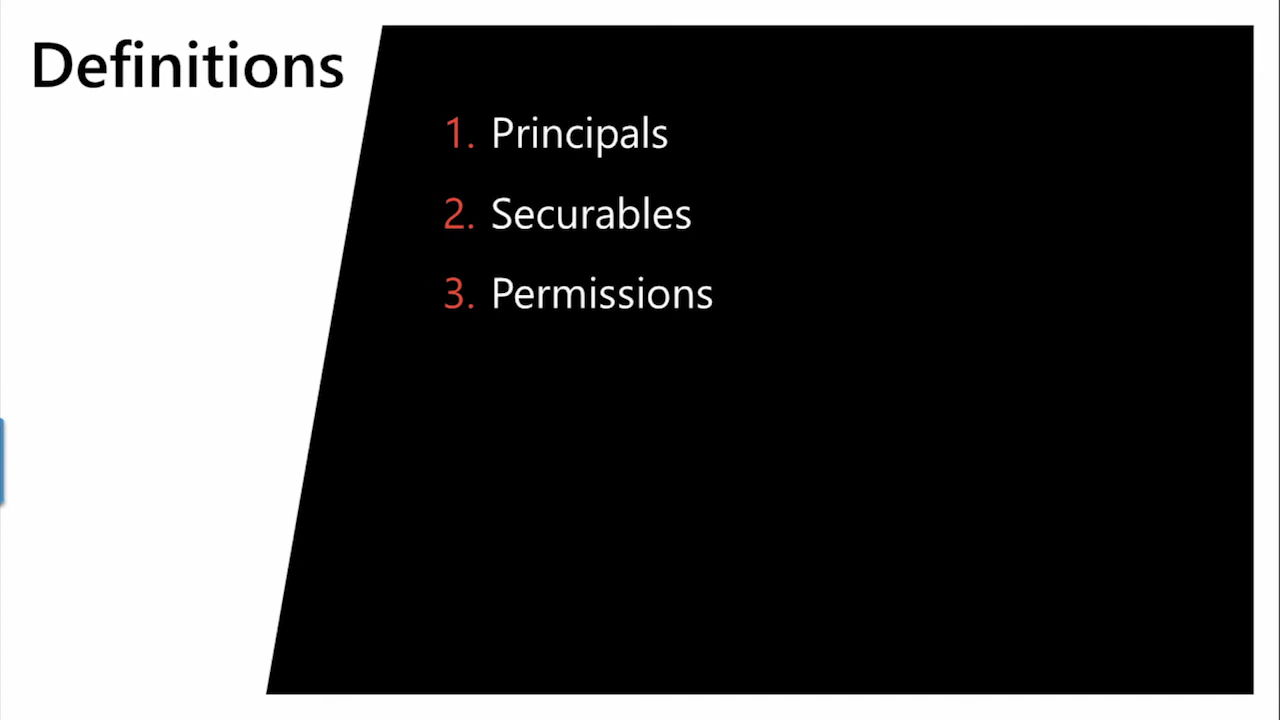 Definitions
1. Principals
2. Securables
3. Permissions